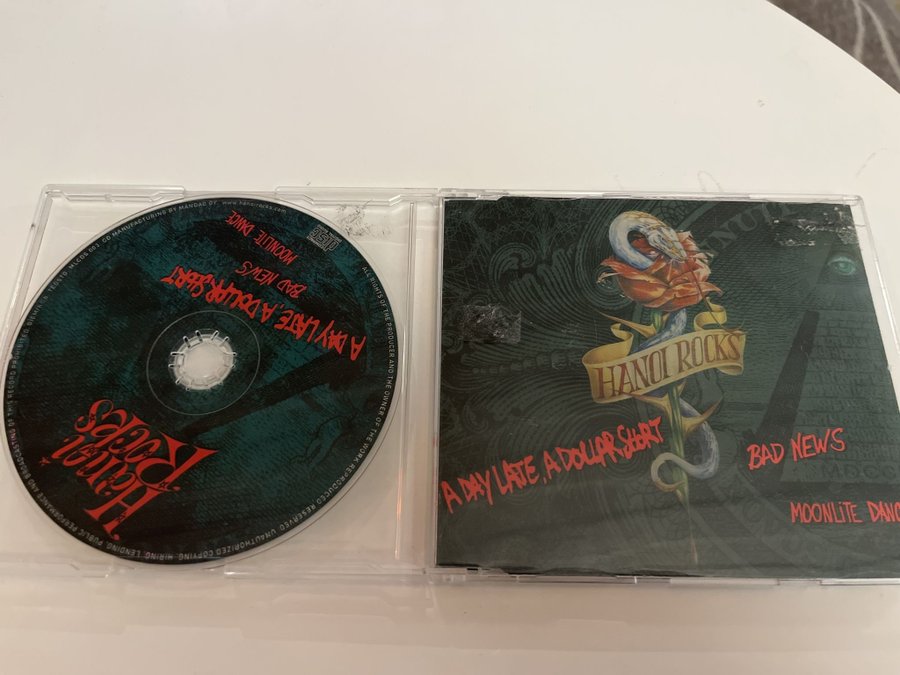 www.hanoirocks.com
MOONLITE DANCE
BAD NEWS
A DAY LATE, A DOLLAR SHORT
Hanoi
Rocks
ALL RIGHTS OF THE PRODUCER AND THE OWNER OF THE WORK REPRODUCED RESERVED. UNAUTHORIZED COPYING, HIRING, LENDING, PUBLIC PERFORMANCE AND BROADCASTING OF THIS RECORD PROHIBITED.
CD MANUFACTURING BY MANDAC OY
HANOI ROCKS
A DAY LATE, A DOLLAR SHORT
BAD NEWS
MOONLITE DANC